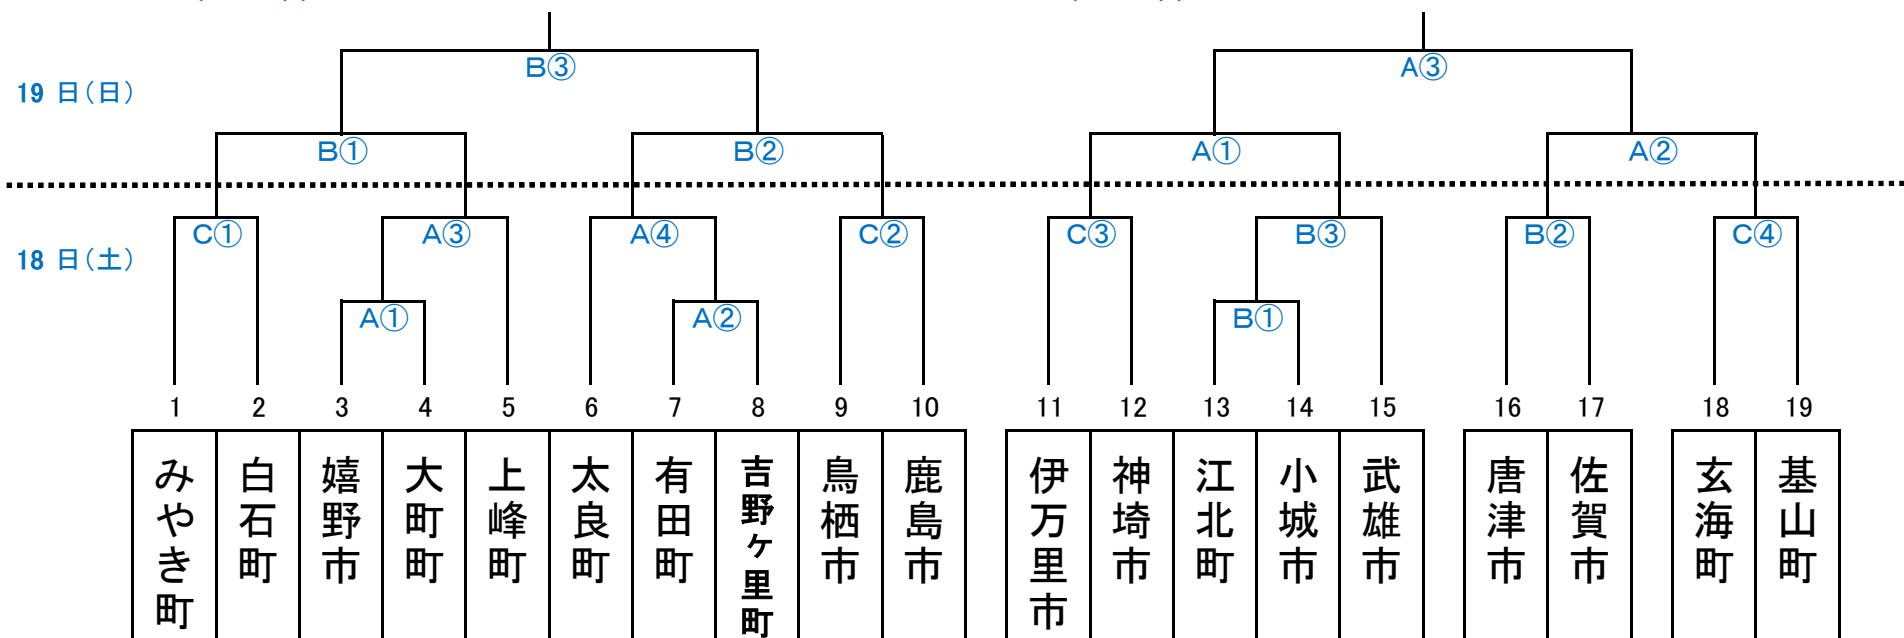 B③ A③
19 日(日)
B① B② A① A②
C① A③ A④ C② C③ B③ B② C④
18 日(土)
A① A② B①
1 2 3 4 5 6 7 8 9 10 11 12 13 14 15 16 17 18 19
みやき町
白石町
嬉野市
大町町
上峰町
太良町
有田町
吉野ヶ里町
鳥栖市
鹿島市
伊万里市
神埼市
江北町
小城市
武雄市
唐津市
佐賀市
玄海町
基山町